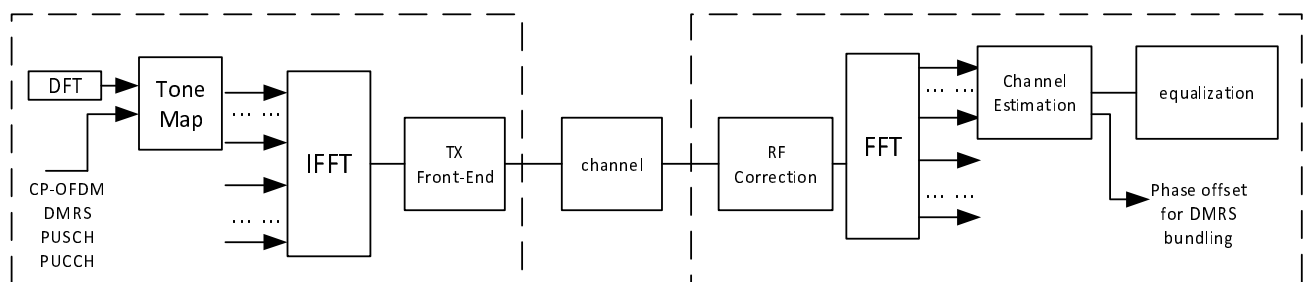 DFT
Tone
Map
CP-OFDM
DMRS
PUSCH
PUCCH
... ...
... ...
IFFT
TX
Front-End
channel
RF
Correction
FFT
... ...
... ...
Channel
Estimation
equalization
Phase offset
for DMRS
bundling